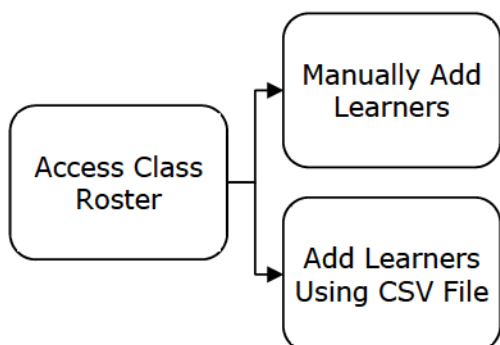 Access Class
Roster
Manually Add
Learners
Add Learners
Using CSV File